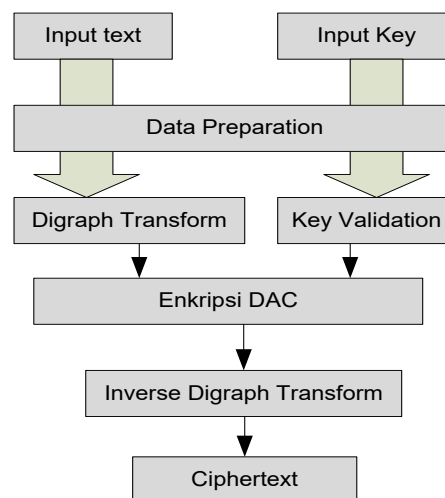 Input text
Input Key
Data Preparation
Digraph Transform
Key Validation
Enkripsi DAC
Inverse Digraph Transform
Ciphertext